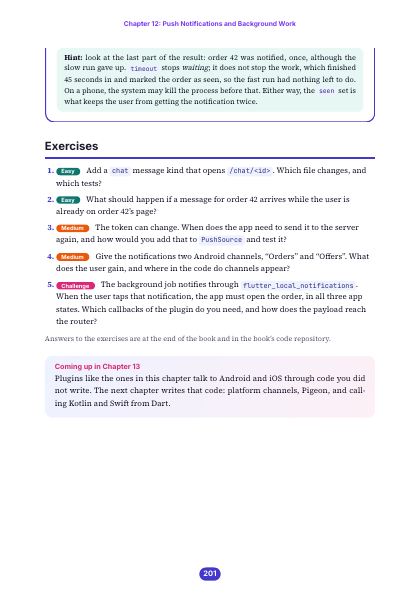 Chapter 12: Push Notifications and Background Work
Hint: look at the last part of the result: order 42 was notified, once, although the
slow run gave up. timeout stops waiting; it does not stop the work, which finished
45 seconds in and marked the order as seen, so the fast run had nothing left to do.
On a phone, the system may kill the process before that. Either way, the seen set is
what keeps the user from getting the notification twice.
Exercises
1. Easy Add a chat message kind that opens /chat/<id>. Which file changes, and
which tests?
2. Easy What should happen if a message for order 42 arrives while the user is
already on order 42's page?
3. Medium The token can change. When does the app need to send it to the server
again, and how would you add that to PushSource and test it?
4. Medium Give the notifications two Android channels, “Orders” and “Offers”. What
does the user gain, and where in the code do channels appear?
5. Challenge The background job notifies through flutter_local_notifications.
When the user taps that notification, the app must open the order, in all three app
states. Which callbacks of the plugin do you need, and how does the payload reach
the router?
Answers to the exercises are at the end of the book and in the book's code repository.
Coming up in Chapter 13
Plugins like the ones in this chapter talk to Android and iOS through code you did
not write. The next chapter writes that code: platform channels, Pigeon, and call-
ing Kotlin and Swift from Dart.
201